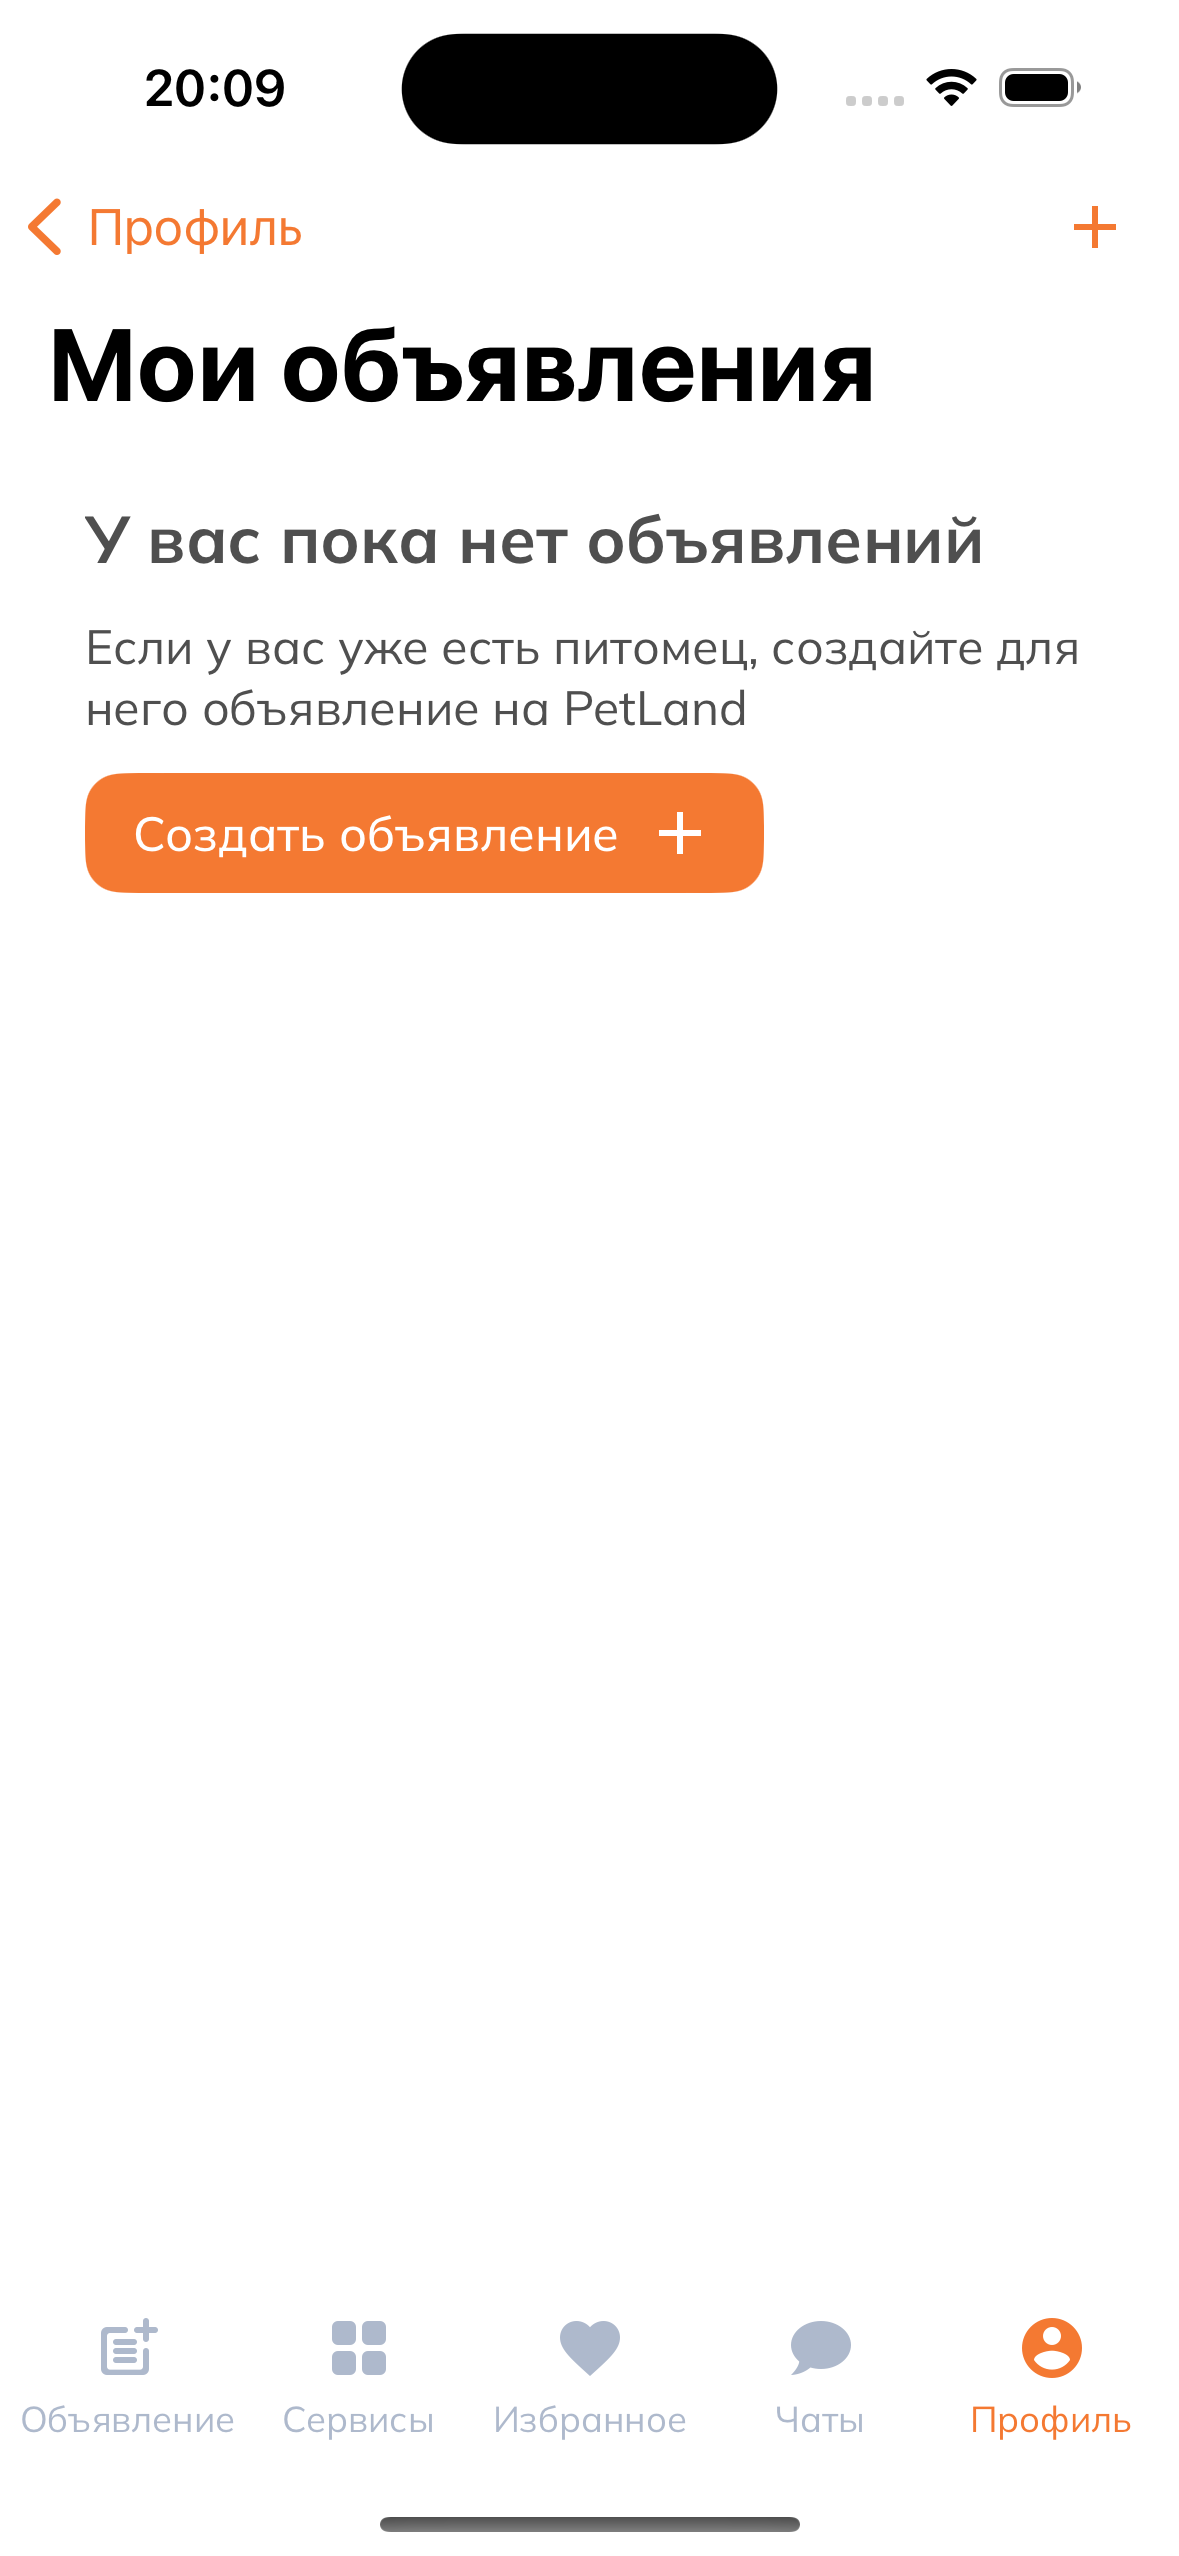 20:09
Профиль
Мои объявления
У вас пока нет объявлений
Если у вас уже есть питомец, создайте для
него объявление на PetLand
Создать объявление
Объявление Сервисы Избранное Чаты Профиль